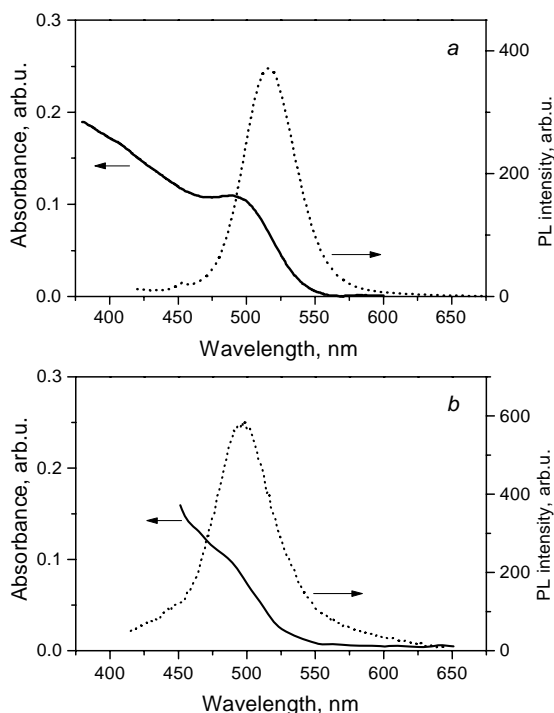 a
Absorbance, arb.u.
0.3
0.2
0.1
0.0
400
200
0
PL intensity, arb.u.
400 450 500 550 600 650
Wavelength, nm
b
Absorbance, arb.u.
0.3
0.2
0.1
0.0
600
400
200
0
PL intensity, arb.u.
400 450 500 550 600 650
Wavelength, nm